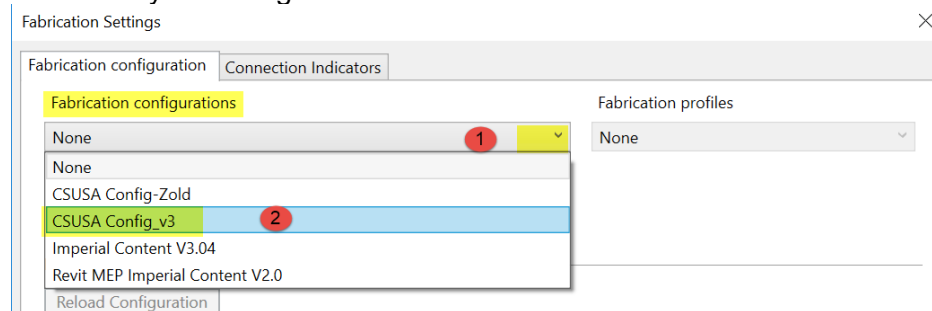 Fabrication Settings
Fabrication configuration Connection Indicators
Fabrication configurations Fabrication profiles
None 1 None
None
CSUSA Config-Zold
CSUSA Config_v3 2
Imperial Content V3.04
Revit MEP Imperial Content V2.0
Reload Configuration